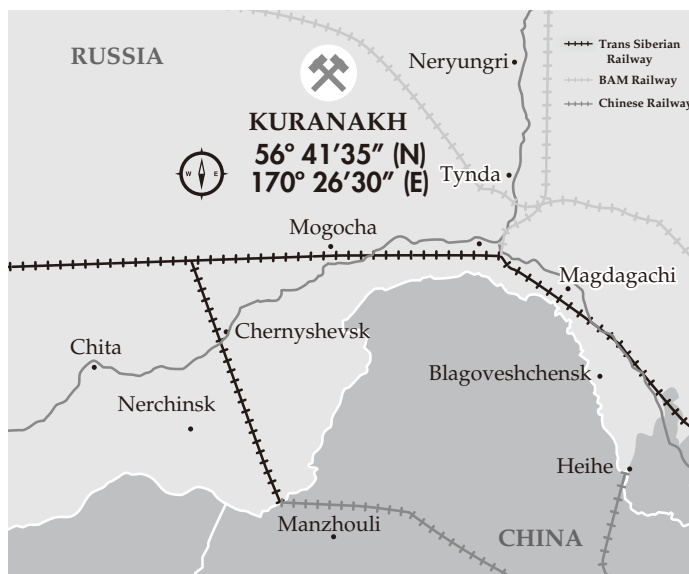 RUSSIA
Neryungri
Trans Siberian
Railway
BAM Railway
Chinese Railway
KURANAKH
56° 41’35” (N)
170° 26’30” (E)
W E
Tynda
Mogocha
Magdagachi
Chernyshevsk
Chita
Blagoveshchensk
Nerchinsk
Heihe
Manzhouli
CHINA